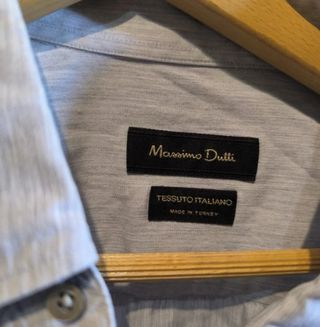 Massimo Dutti
TESSUTO ITALIANO
MADE IN TURKEY